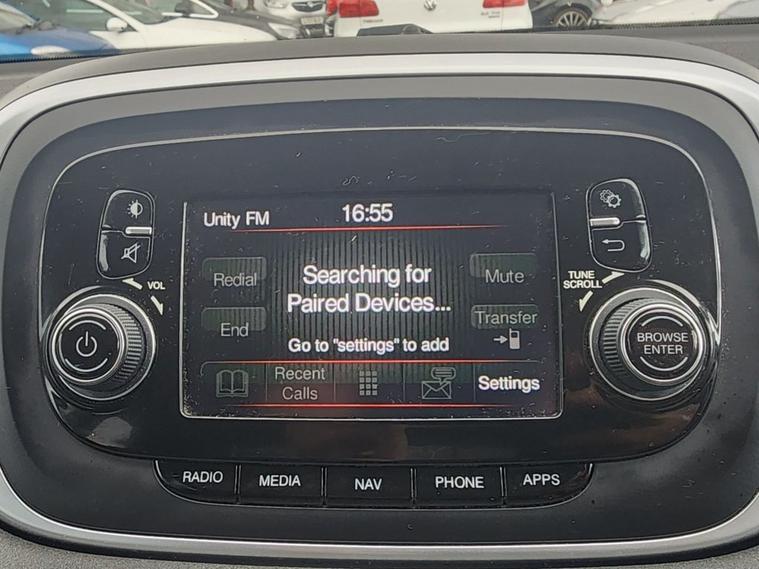 Unity FM
16:55
VOL
TUNE
SCROLL
Redial
Searching for
Paired Devices...
Mute
End
Transfer
Go to "settings" to add
BROWSE
ENTER
Recent
Calls
Settings
RADIO
MEDIA
NAV
PHONE
APPS